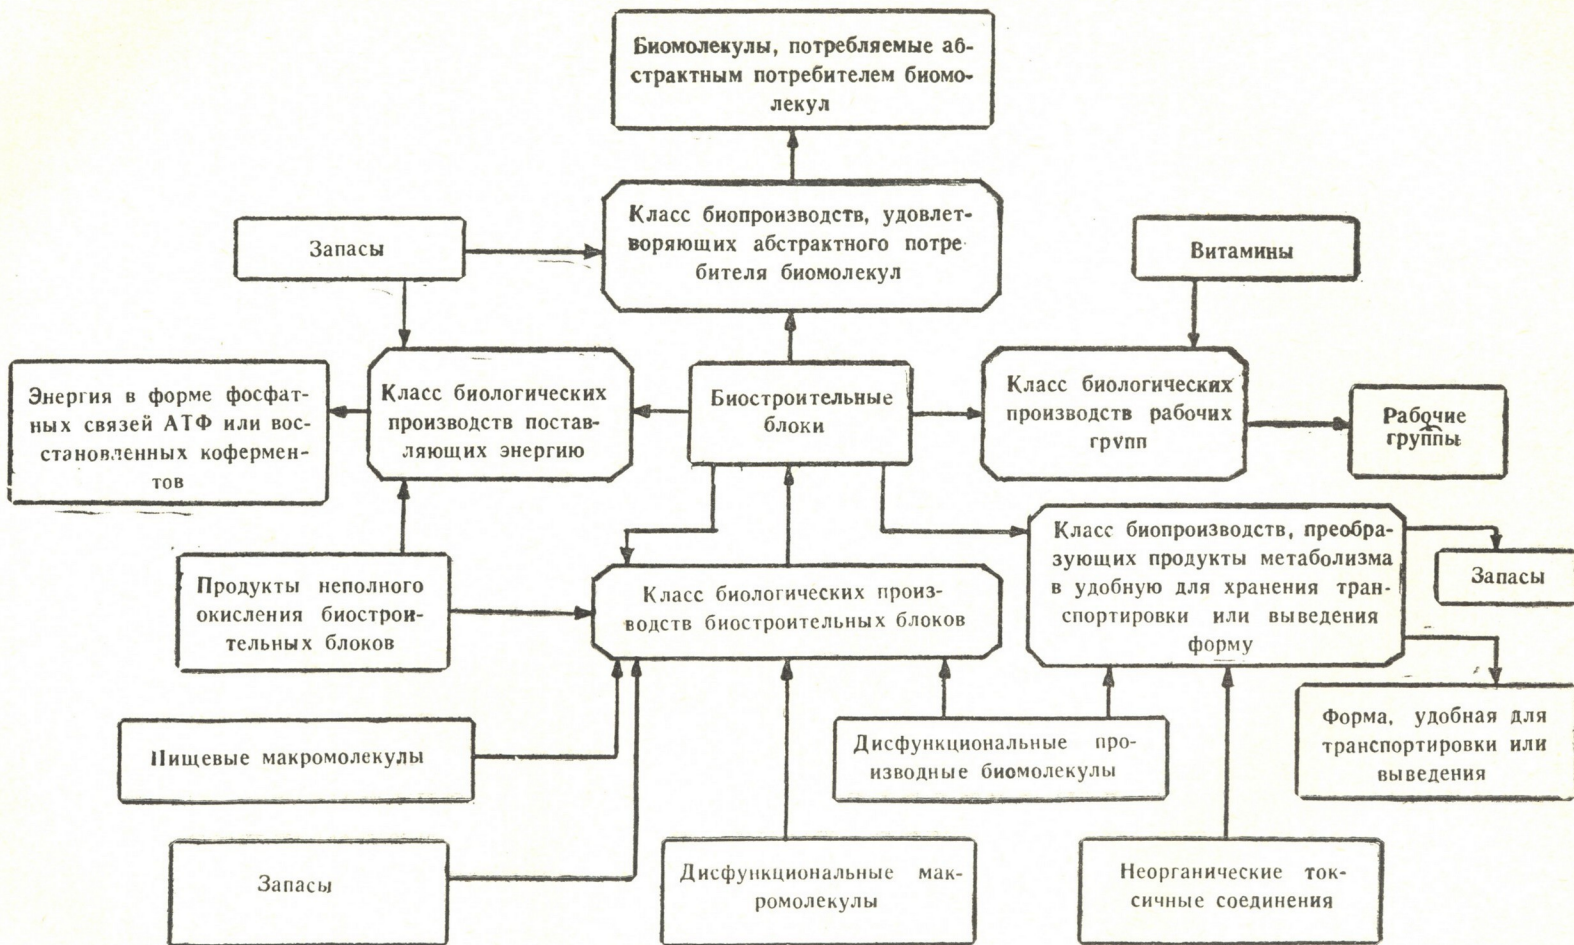 Биомолекулы, потребляемые аб-
страктным потребителем биомо-
лекул
Класс биопроизводств, удовлет-
воряющих абстрактного потре
бителя биомолекул
Запасы
Витамины
Энергия в форме фосфат-
ных связей АТФ или вос-
становленных кофермен-
тов
Класс биологических
производств постав-
ляющих энергию
Биостроительные
блоки
Класс биологических
производств рабочих
групп
Рабочие
группы
Продукты неполного
окисления биострои-
тельных блоков
Класс биологических произ-
водств биостроительных блоков
Класс биопроизводств, преобра-
зующих продукты метаболизма
в удобную для хранения тран-
спортировки или выведения
форму
Запасы
Пищевые макромолекулы
Дисфункциональные про-
изводные биомолекулы
Форма, удобная для
транспортировки или
выведения
Запасы
Дисфункциональные мак-
ромолекулы
Неорганические ток-
сичные соединения